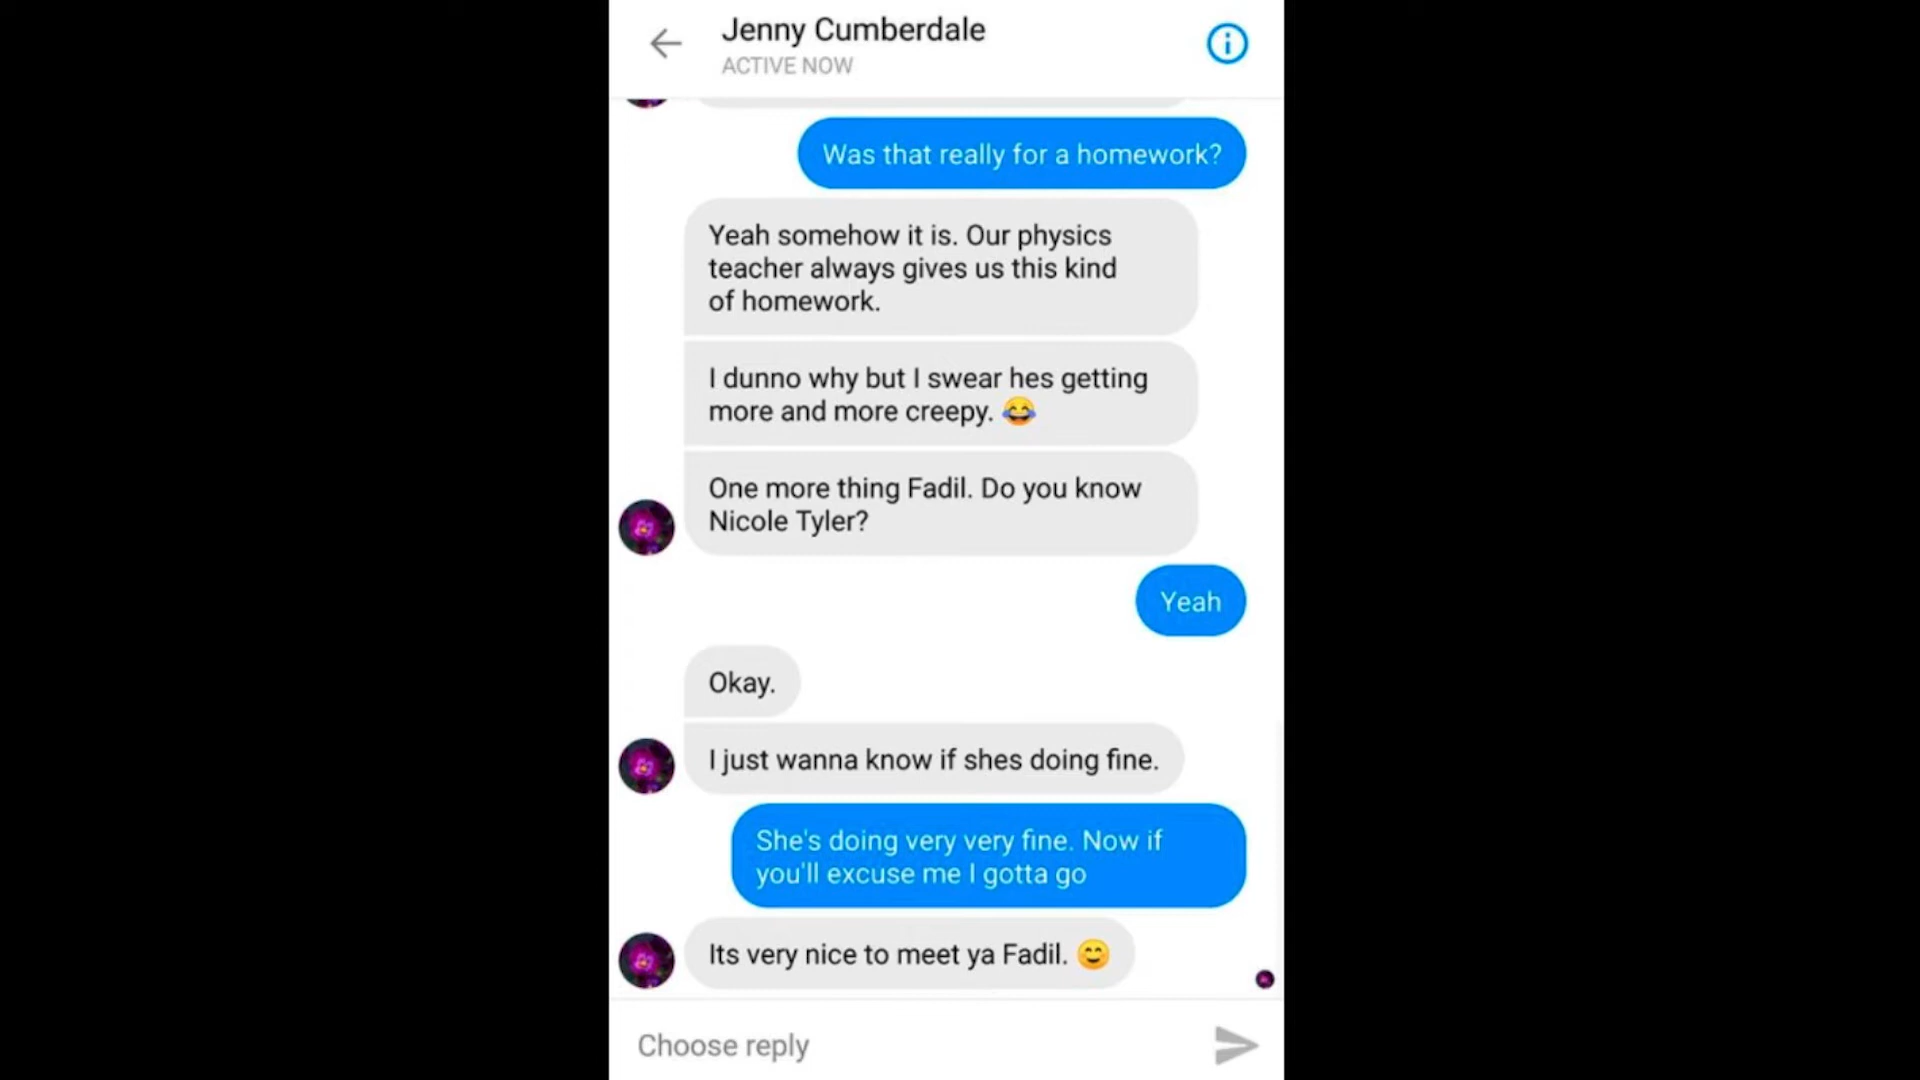 Jenny Cumberdale
ACTIVE NOW
Was that really for a homework?
Yeah somehow it is. Our physics
teacher always gives us this kind
of homework.
I dunno why but I swear hes getting
more and more creepy. 😂
One more thing Fadil. Do you know
Nicole Tyler?
Yeah
Okay.
I just wanna know if shes doing fine.
She's doing very very fine. Now if
you'll excuse me I gotta go
Its very nice to meet ya Fadil. 😊
Choose reply